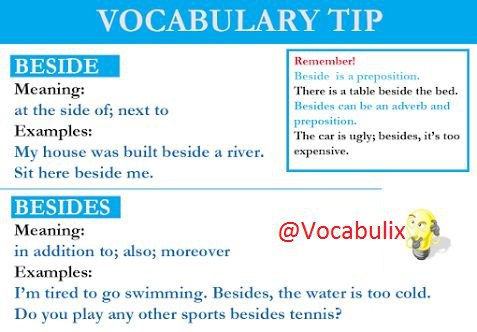 VOCABULARY TIP
BESIDE
Meaning:
at the side of; next to
Examples:
My house was built beside a river.
Sit here beside me.
Remember!
Beside is a preposition.
There is a table beside the bed.
Besides can be an adverb and
preposition.
The car is ugly; besides, it's too
expensive.
BESIDES
Meaning:
in addition to; also; moreover
Examples:
I'm tired to go swimming. Besides, the water is too cold.
Do you play any other sports besides tennis?
@Vocabulix